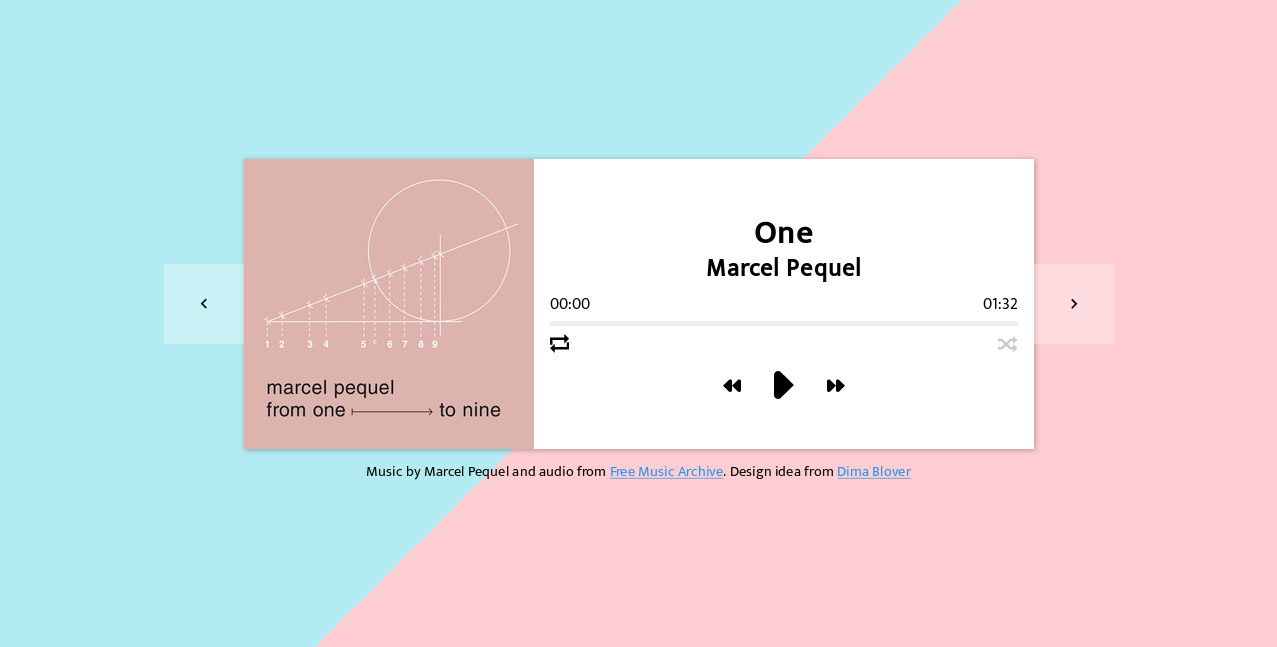 1 2 3 4 5 c 6 7 8 9
marcel pequel
from one to nine
One
Marcel Pequel
00:00 01:32
Music by Marcel Pequel and audio from Free Music Archive. Design idea from Dima Blover